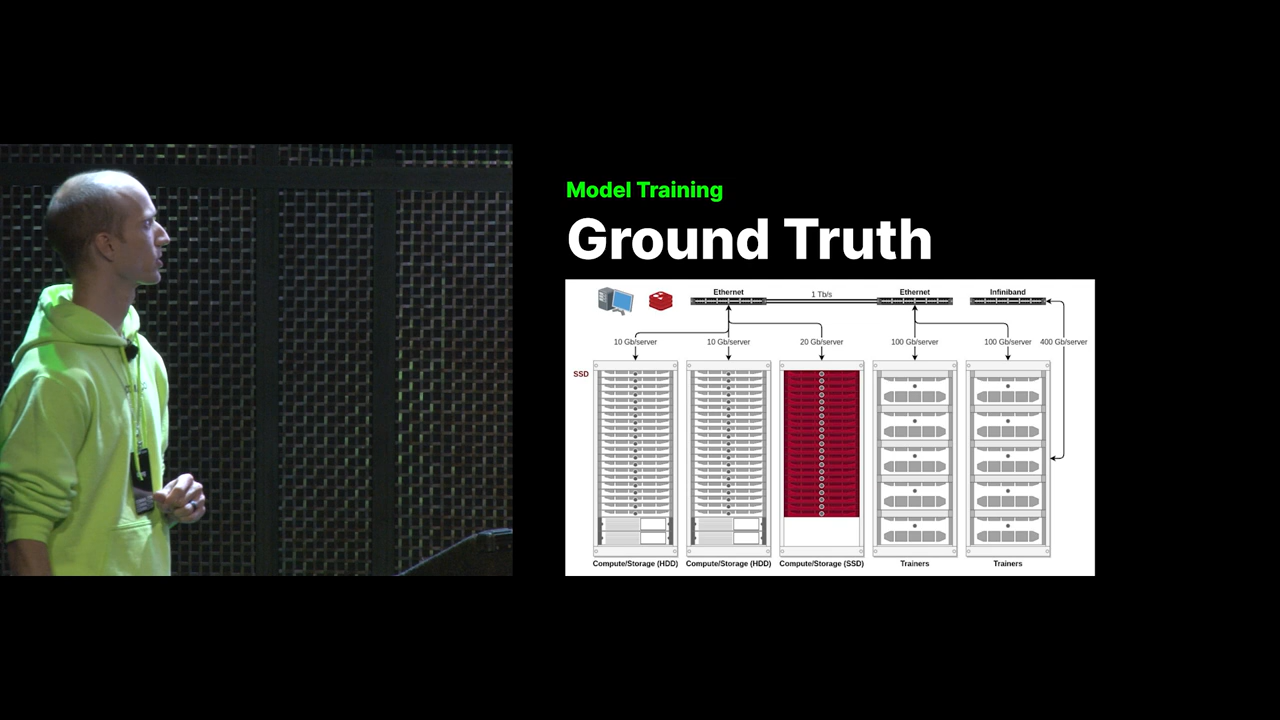 Model Training
Ground Truth
Ethernet
1 Tb/s
Ethernet
Infiniband
10 Gb/server
10 Gb/server
20 Gb/server
100 Gb/server
100 Gb/server
400 Gb/server
SSD
Compute/Storage (HDD)
Compute/Storage (HDD)
Compute/Storage (SSD)
Trainers
Trainers